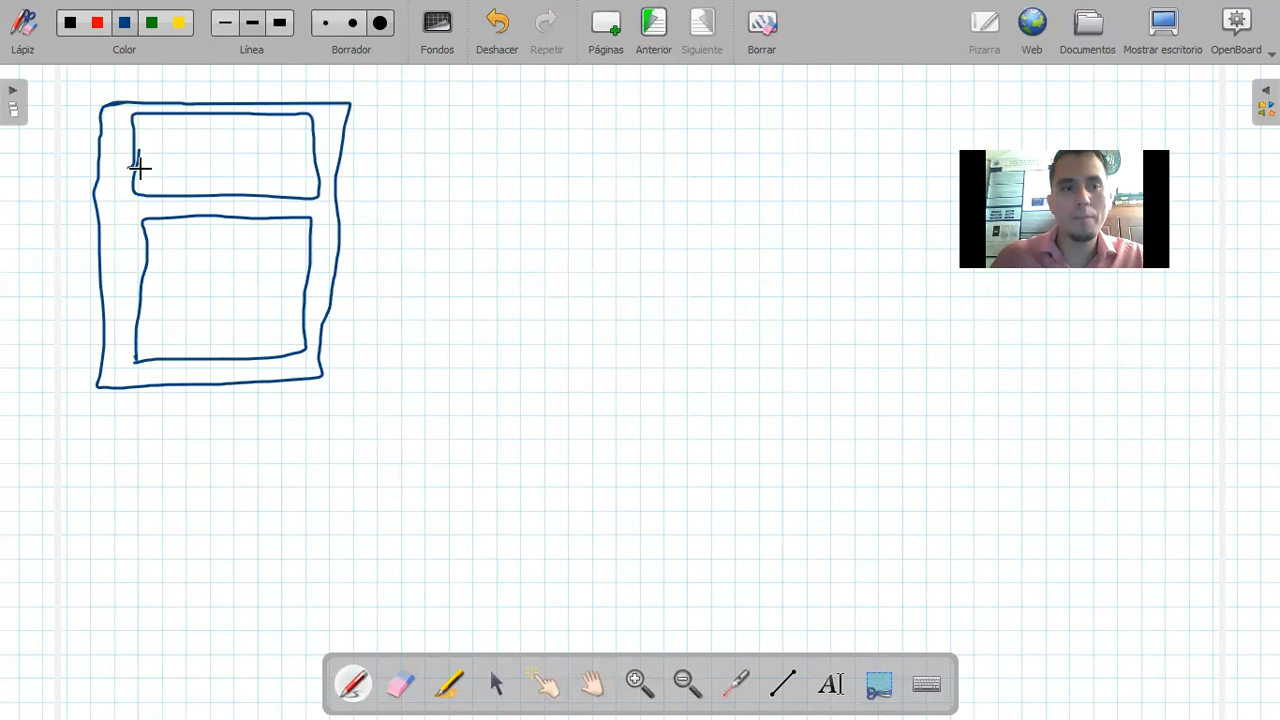 Lápiz
Color
Línea
Borrador
Fondos
Deshacer
Repetir
Páginas
Anterior
Siguiente
Borrar
Pizarra
Web
Documentos
Mostrar escritorio
OpenBoard